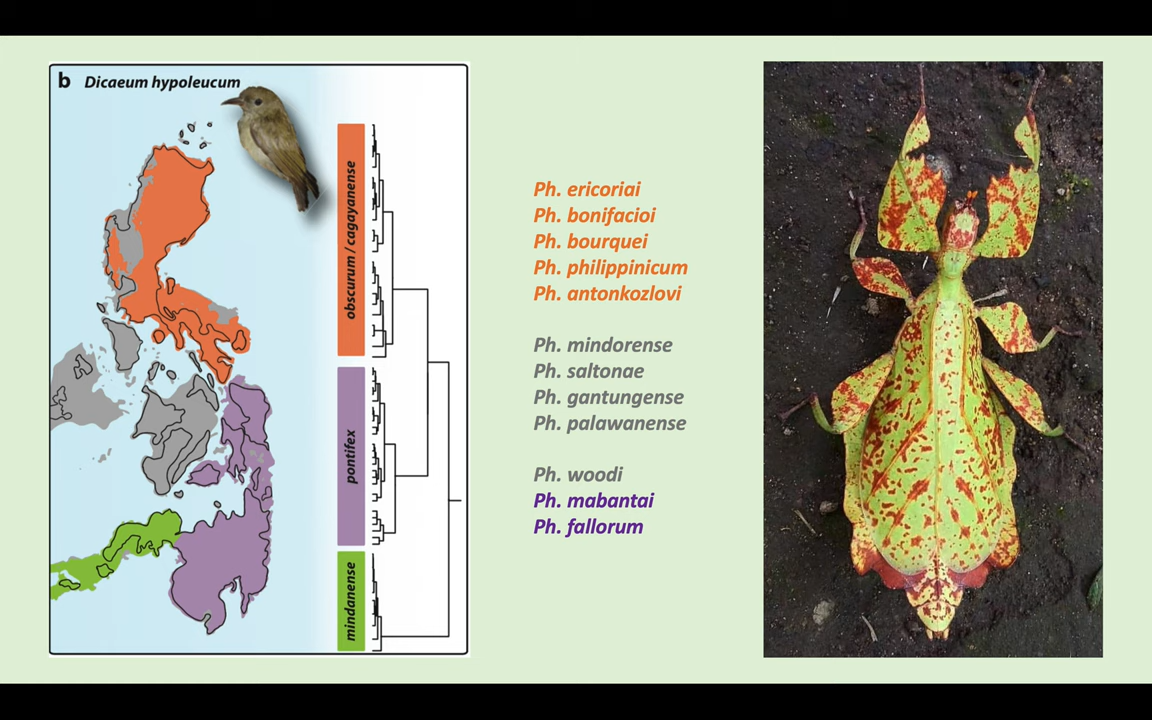 b Dicaeum hypoleucum
obscurum / cagayanense
pontifex
mindanense
Ph. ericoriai
Ph. bonifacioi
Ph. bourquei
Ph. philippinicum
Ph. antonkozlovi
Ph. mindorense
Ph. saltonae
Ph. gantungense
Ph. palawanense
Ph. woodi
Ph. mabantai
Ph. fallorum